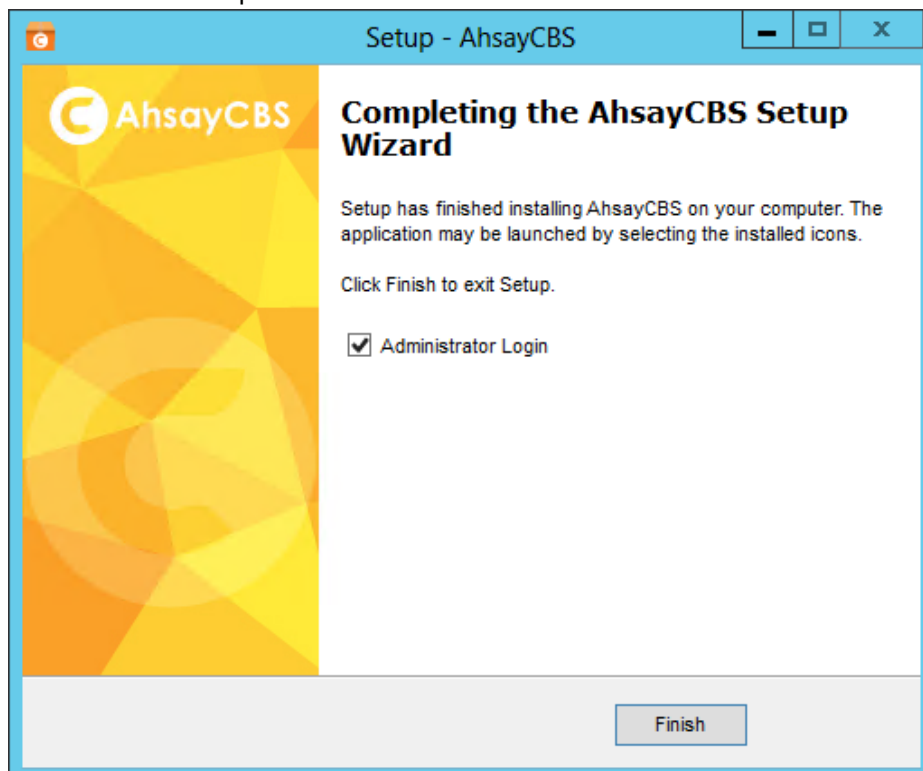 Setup - AhsayCBS
AhsayCBS
Completing the AhsayCBS Setup
Wizard
Setup has finished installing AhsayCBS on your computer. The
application may be launched by selecting the installed icons.
Click Finish to exit Setup.
Administrator Login
Finish